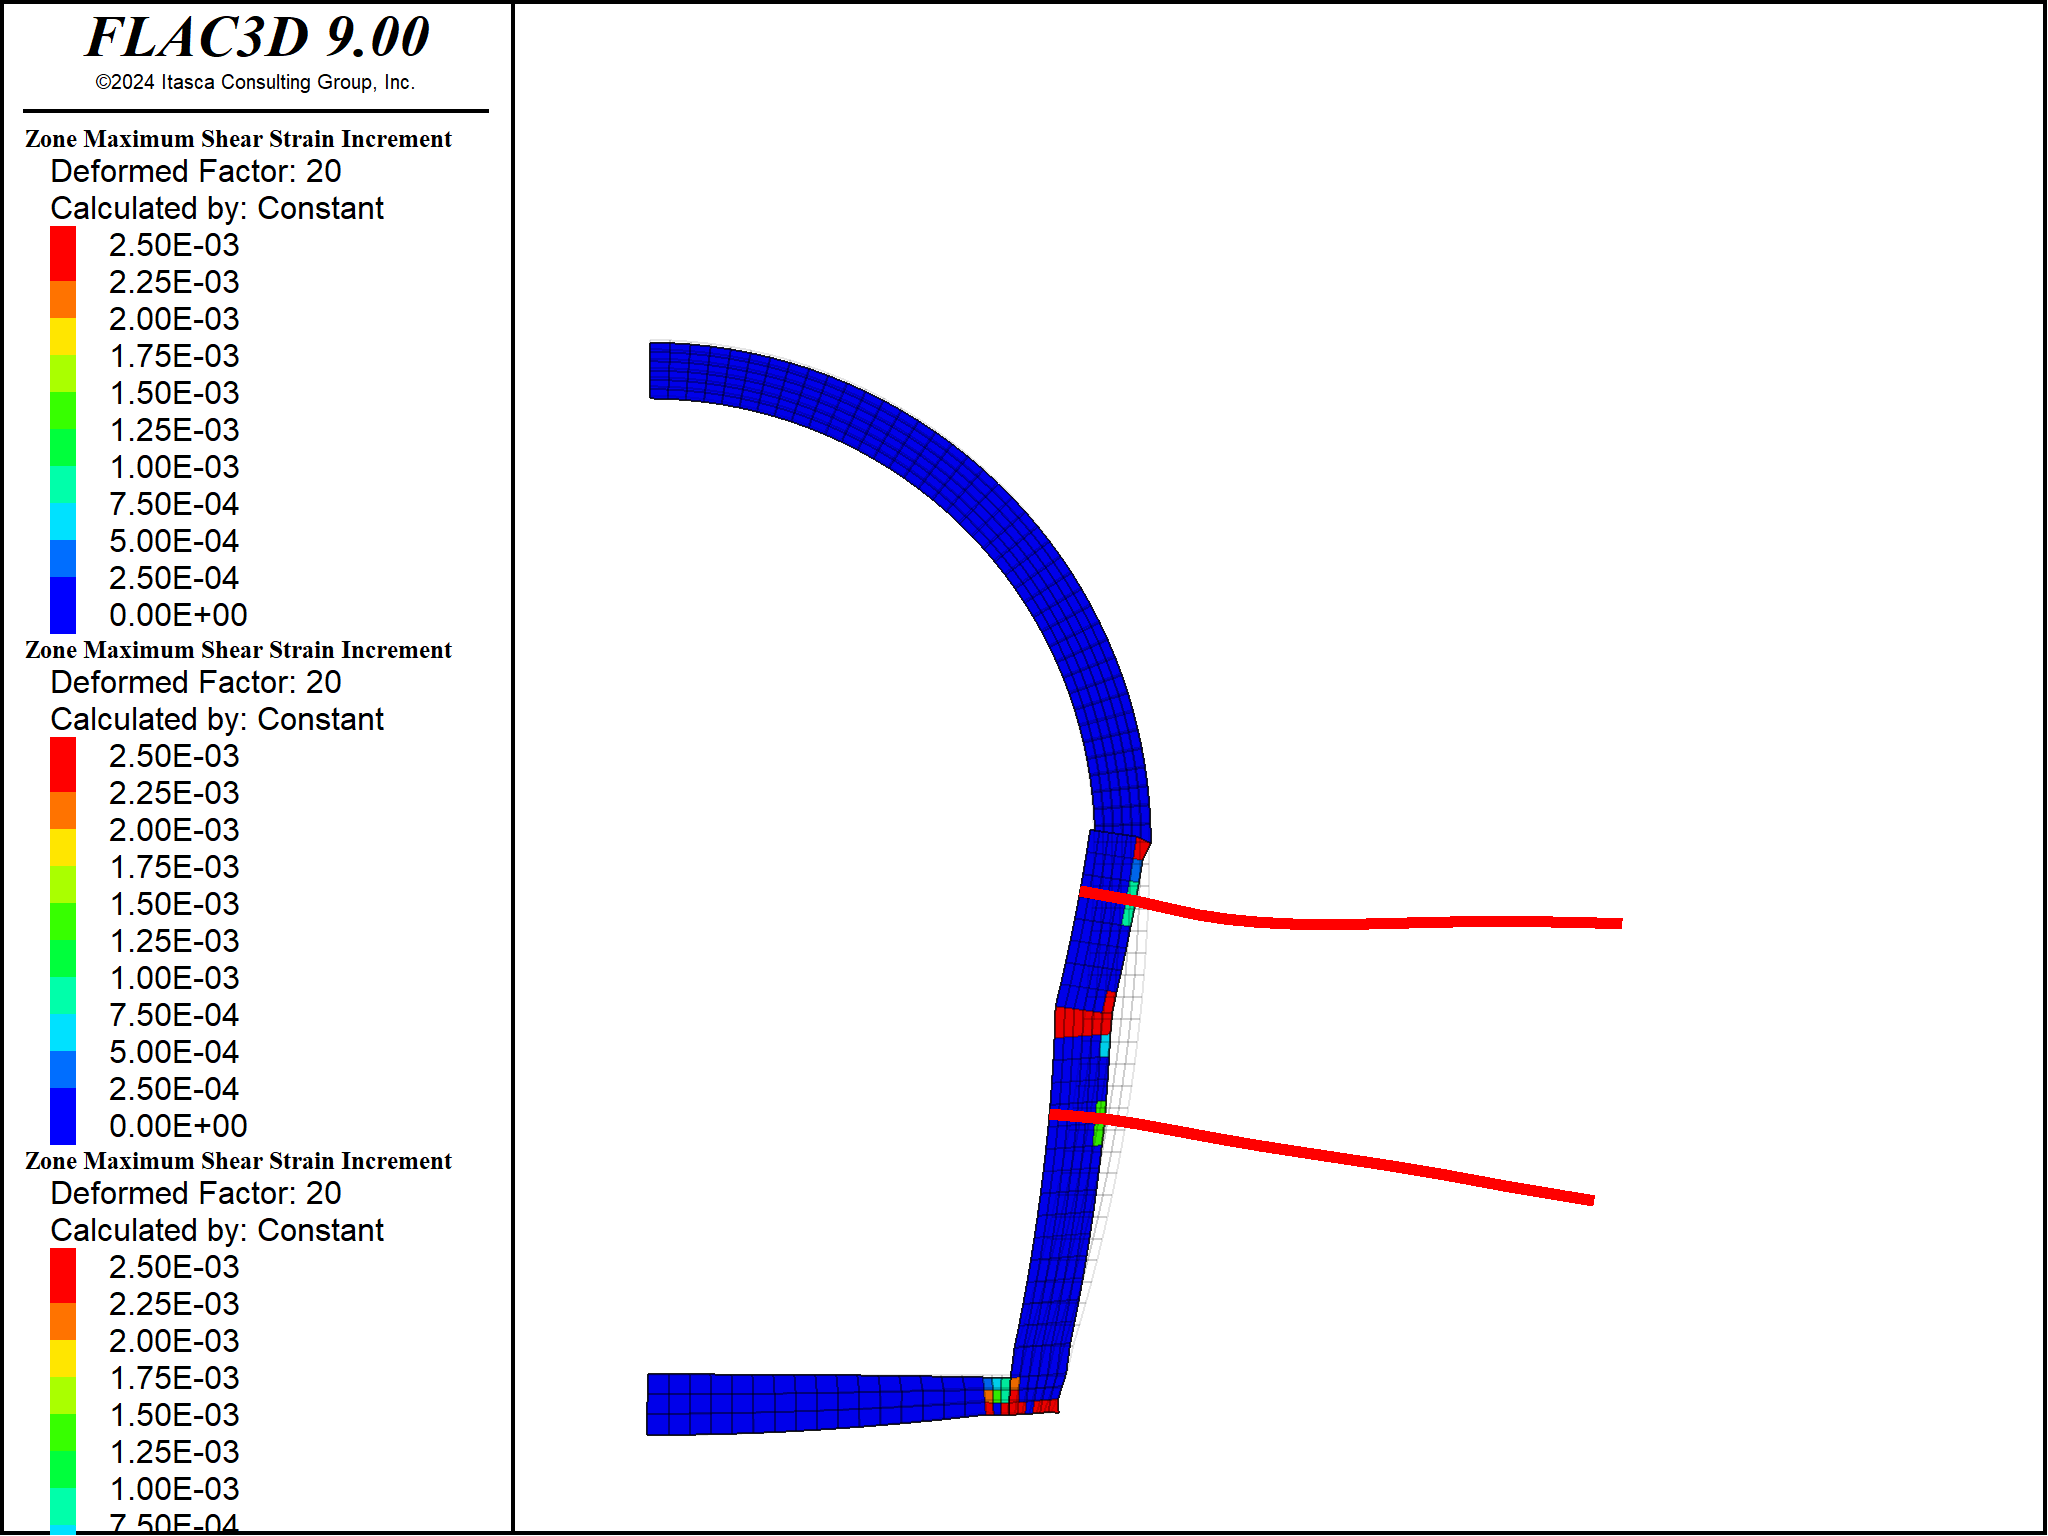 FLAC3D 9.00
©2024 Itasca Consulting Group, Inc.
Zone Maximum Shear Strain Increment
Deformed Factor: 20
Calculated by: Constant
2.50E-03
2.25E-03
2.00E-03
1.75E-03
1.50E-03
1.25E-03
1.00E-03
7.50E-04
5.00E-04
2.50E-04
0.00E+00
Zone Maximum Shear Strain Increment
Deformed Factor: 20
Calculated by: Constant
2.50E-03
2.25E-03
2.00E-03
1.75E-03
1.50E-03
1.25E-03
1.00E-03
7.50E-04
5.00E-04
2.50E-04
0.00E+00
Zone Maximum Shear Strain Increment
Deformed Factor: 20
Calculated by: Constant
2.50E-03
2.25E-03
2.00E-03
1.75E-03
1.50E-03
1.25E-03
1.00E-03
7.50E-04